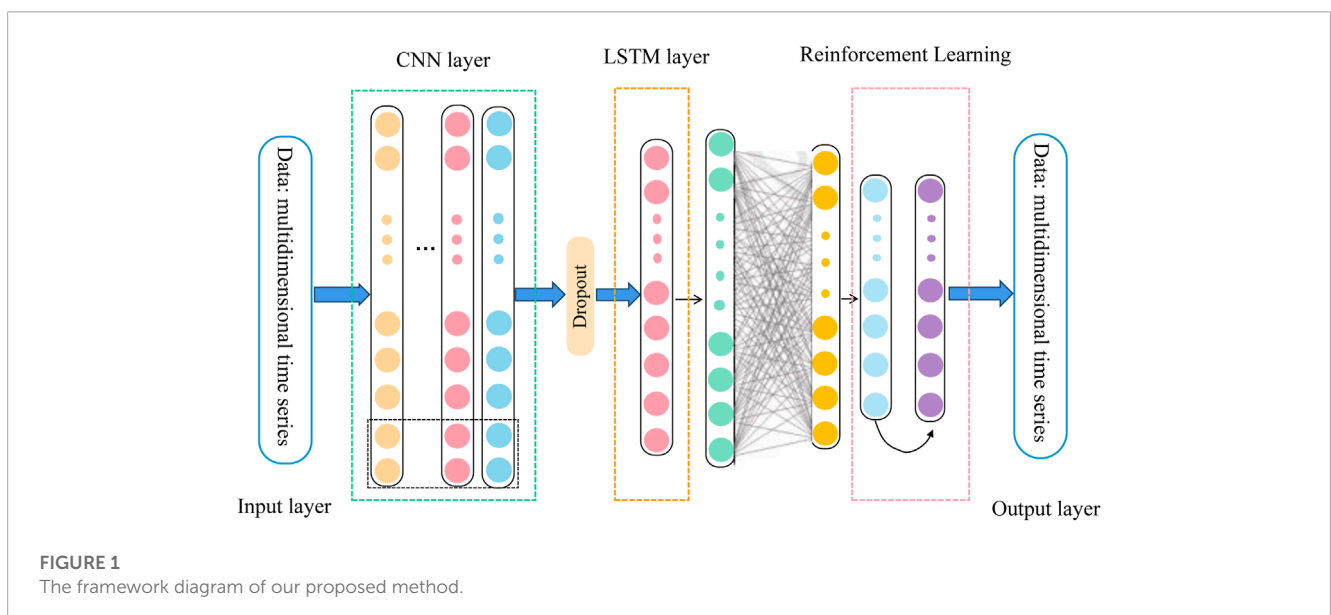 CNN layer
LSTM layer
Reinforcement Learning
Data: multidimensional time series
...
Dropout
Data: multidimensional time series
Input layer
Output layer
FIGURE 1
The framework diagram of our proposed method.